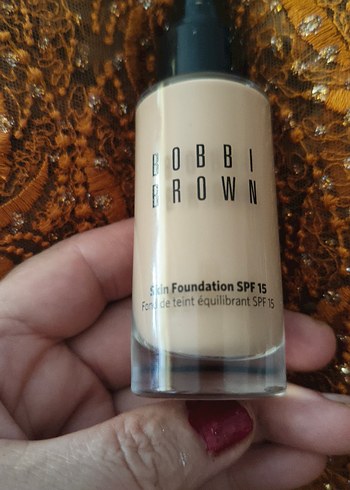 BOBBI
BROWN
Skin Foundation SPF 15
Fond de teint équilibrant SPF 15